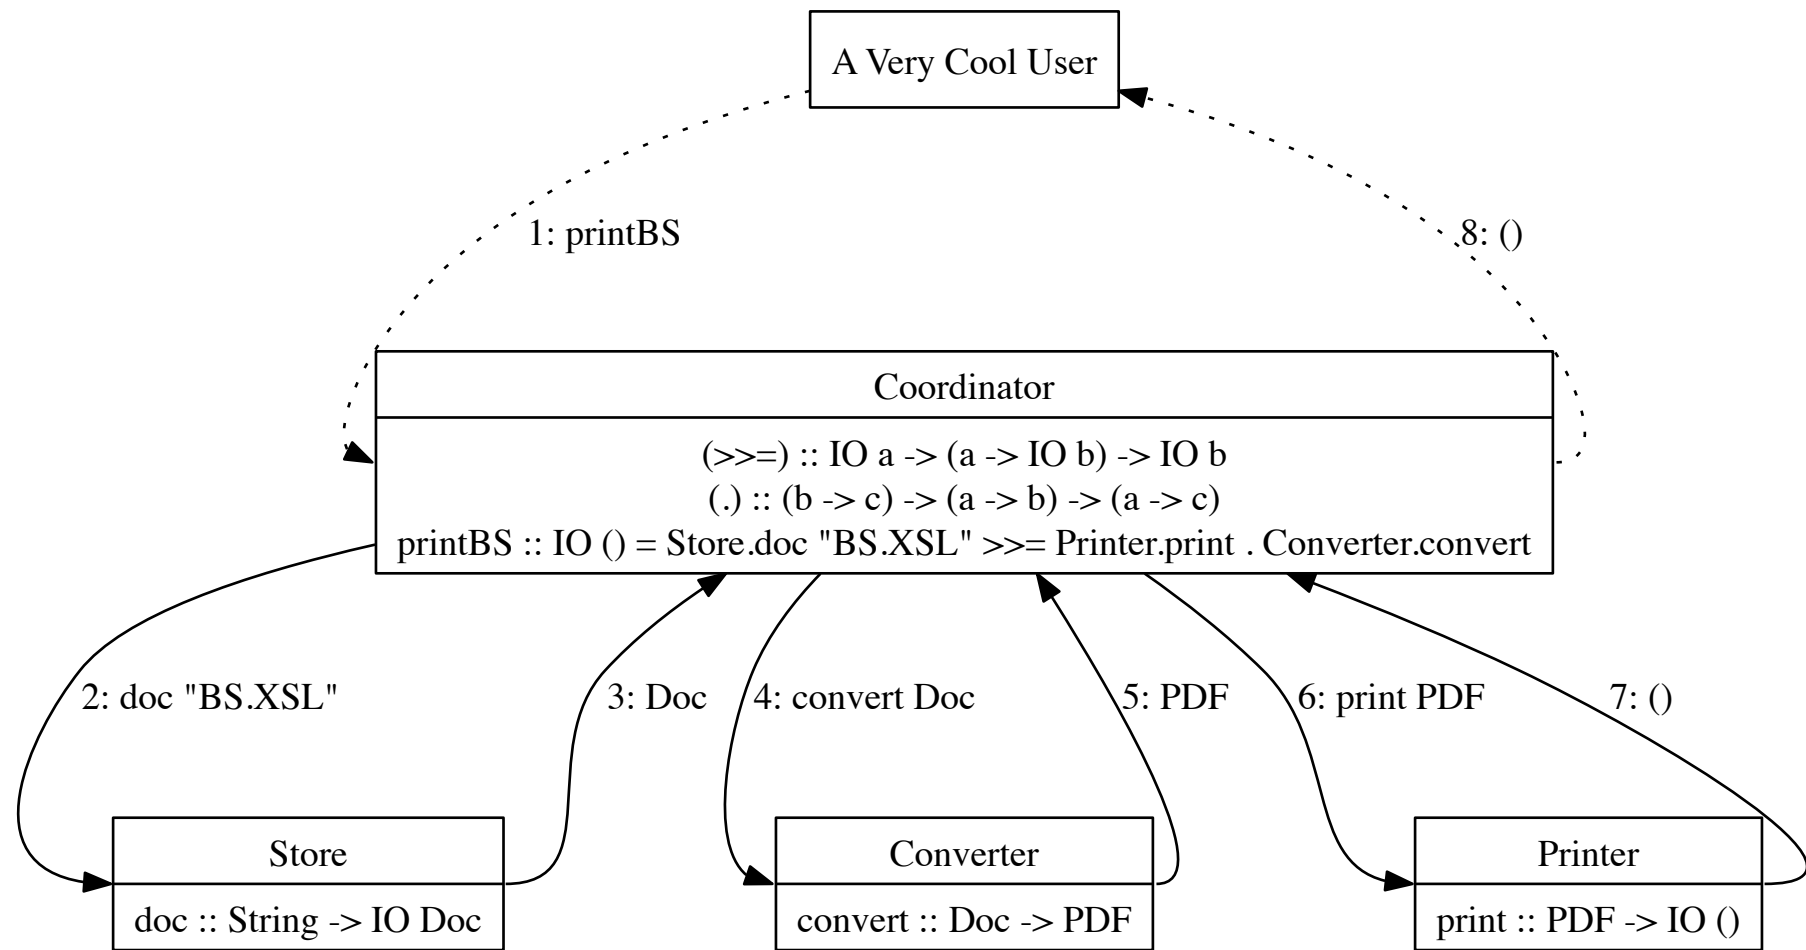 A Very Cool User
1: printBS
8: ()
Coordinator
(>>=) :: IO a -> (a -> IO b) -> IO b
(.) :: (b -> c) -> (a -> b) -> (a -> c)
printBS :: IO () = Store.doc "BS.XSL" >>= Printer.print . Converter.convert
2: doc "BS.XSL"
3: Doc
4: convert Doc
5: PDF
6: print PDF
7: ()
Store
doc :: String -> IO Doc
Converter
convert :: Doc -> PDF
Printer
print :: PDF -> IO ()